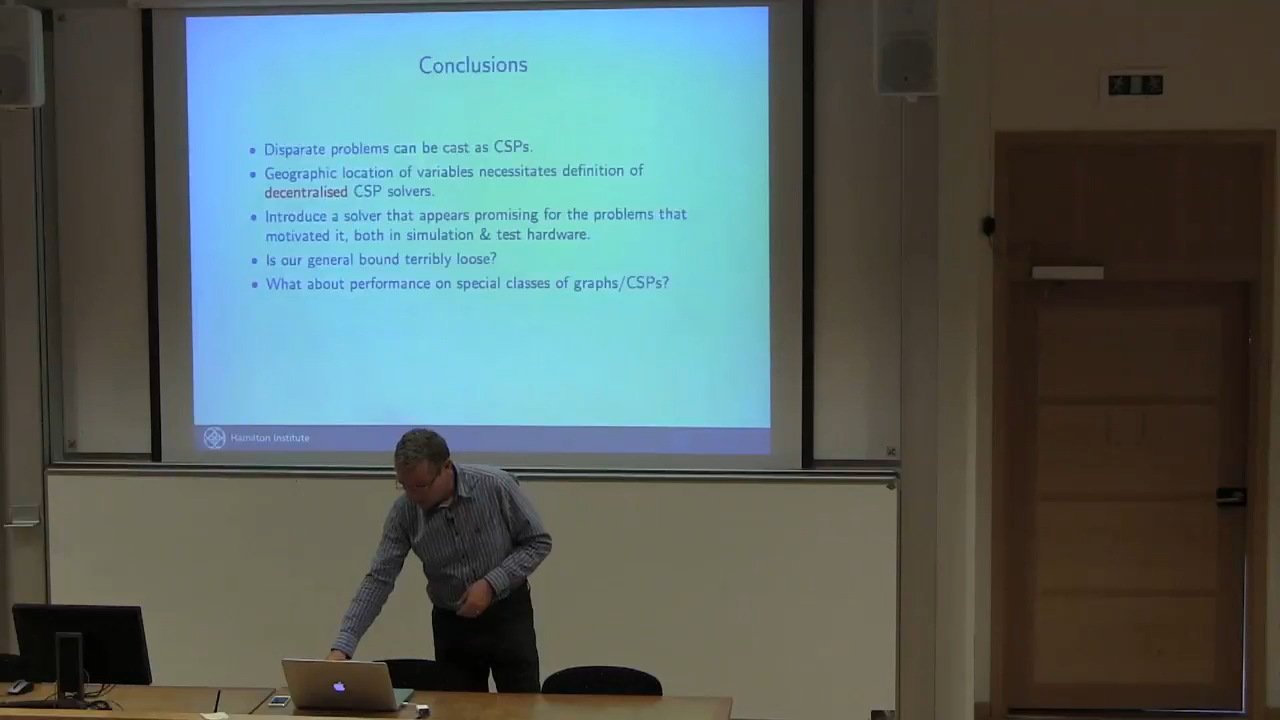 Conclusions
• Disparate problems can be cast as CSPs.
• Geographic location of variables necessitates definition of
decentralised CSP solvers.
• Introduce a solver that appears promising for the problems that
motivated it, both in simulation & test hardware.
• Is our general bound terribly loose?
• What about performance on special classes of graphs/CSPs?
Hamilton Institute